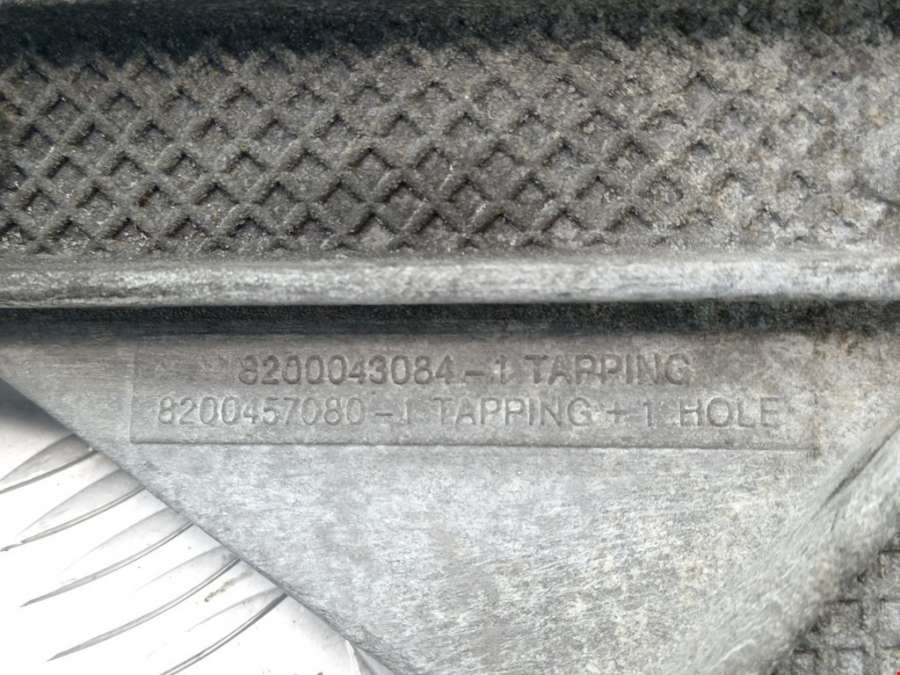 8200043084-1 TAPPING
8200457080-1 TAPPING + 1 HOLE